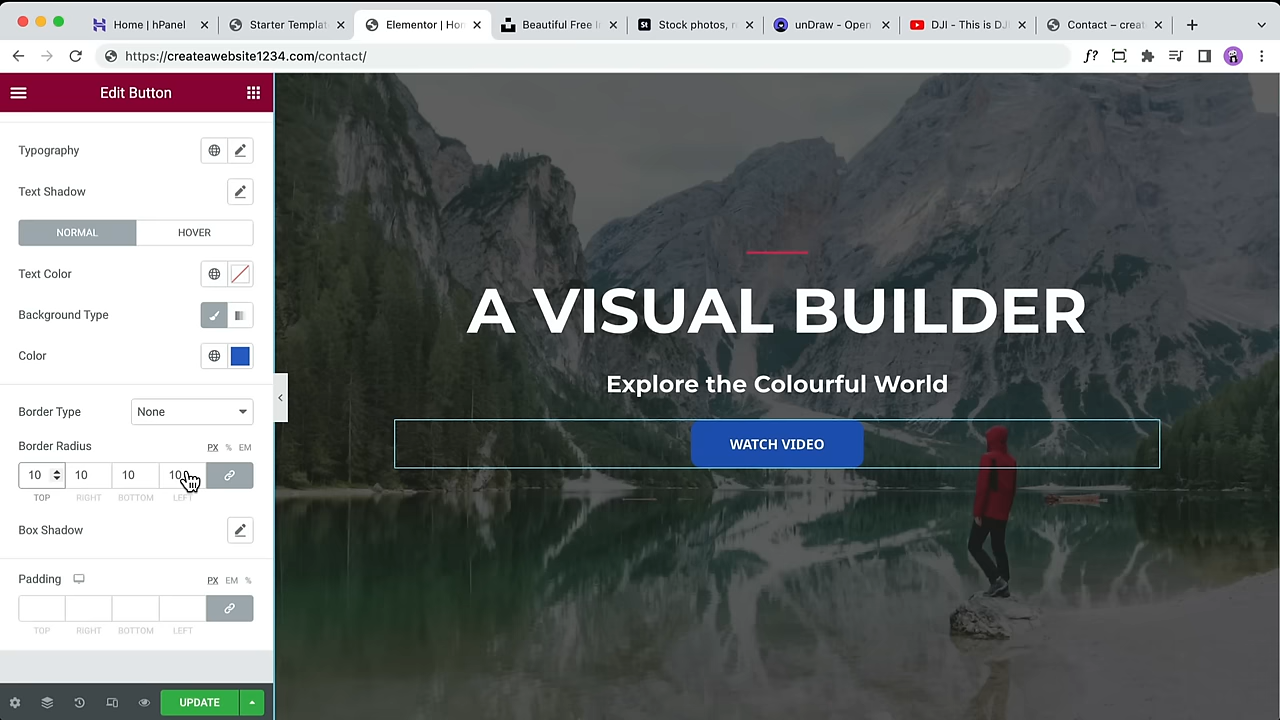 Home | hPanel
Starter Templat
Elementor | Hom
Beautiful Free I
St Stock photos, r
unDraw - Open
DJI - This is DJI
Contact – creat
https://createawebsite1234.com/contact/
f?
Edit Button
Typography
Text Shadow
NORMAL HOVER
Text Color
Background Type
Color
Border Type None
Border Radius PX % EM
10 10 10 10
TOP RIGHT BOTTOM LEFT
Box Shadow
Padding PX EM %
TOP RIGHT BOTTOM LEFT
UPDATE
A VISUAL BUILDER
Explore the Colourful World
WATCH VIDEO